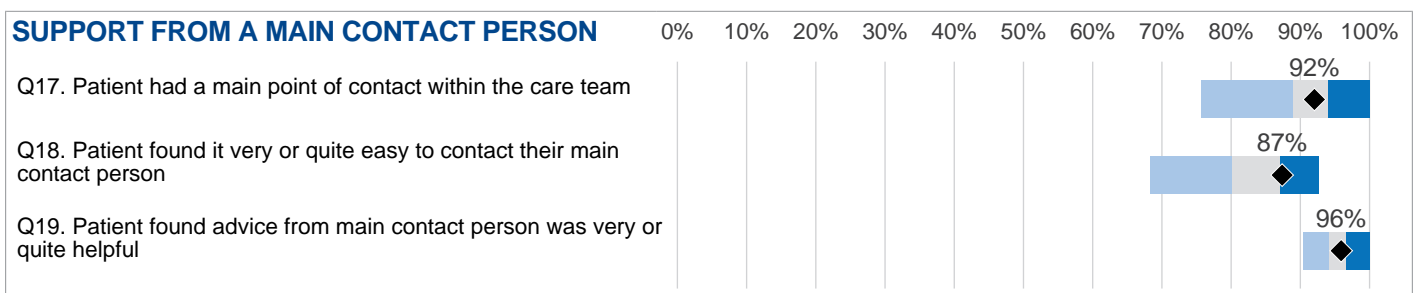 SUPPORT FROM A MAIN CONTACT PERSON 0% 10% 20% 30% 40% 50% 60% 70% 80% 90% 100%
92%
Q17. Patient had a main point of contact within the care team
87%
Q18. Patient found it very or quite easy to contact their main
contact person
96%
Q19. Patient found advice from main contact person was very or
quite helpful